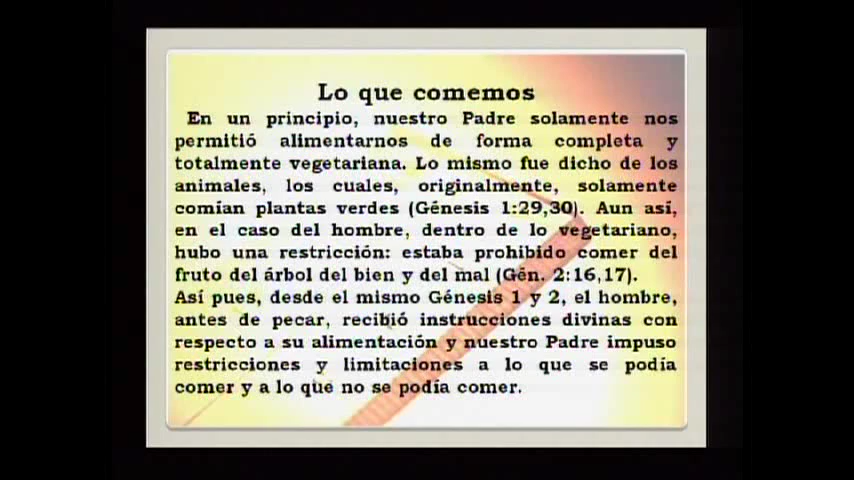 Lo que comemos
En un principio, nuestro Padre solamente nos
permitió alimentarnos de forma completa y
totalmente vegetariana. Lo mismo fue dicho de los
animales, los cuales, originalmente, solamente
comían plantas verdes (Génesis 1:29,30). Aun así,
en el caso del hombre, dentro de lo vegetariano,
hubo una restricción: estaba prohibido comer del
fruto del árbol del bien y del mal (Gén. 2:16,17).
Así pues, desde el mismo Génesis 1 y 2, el hombre,
antes de pecar, recibió instrucciones divinas con
respecto a su alimentación y nuestro Padre impuso
restricciones y limitaciones a lo que se podía
comer y a lo que no se podía comer.